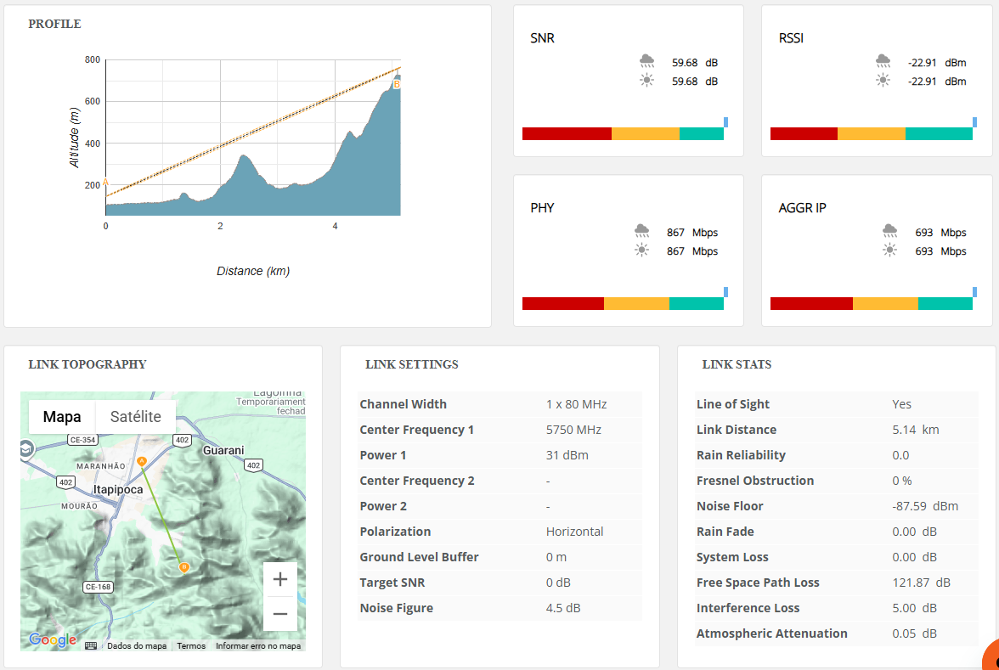 PROFILE
800
600
400
200
Altitude (m)
A
B
0
2
4
Distance (km)
SNR
59.68 dB
59.68 dB
RSSI
-22.91 dBm
-22.91 dBm
PHY
867 Mbps
867 Mbps
AGGR IP
693 Mbps
693 Mbps
LINK TOPOGRAPHY
Mapa
Satélite
Lagoinha
Temporariament
fechad
CE-354
402
Guarani
402
MARANHÃO
A
402
Itapipoca
MOURÃO
B
CE-168
+
−
Google
Dados do mapa
Termos
Informar erro no mapa
LINK SETTINGS
Channel Width 1 x 80 MHz
Center Frequency 1 5750 MHz
Power 1 31 dBm
Center Frequency 2 -
Power 2 -
Polarization Horizontal
Ground Level Buffer 0 m
Target SNR 0 dB
Noise Figure 4.5 dB
LINK STATS
Line of Sight Yes
Link Distance 5.14 km
Rain Reliability 0.0
Fresnel Obstruction 0 %
Noise Floor -87.59 dBm
Rain Fade 0.00 dB
System Loss 0.00 dB
Free Space Path Loss 121.87 dB
Interference Loss 5.00 dB
Atmospheric Attenuation 0.05 dB